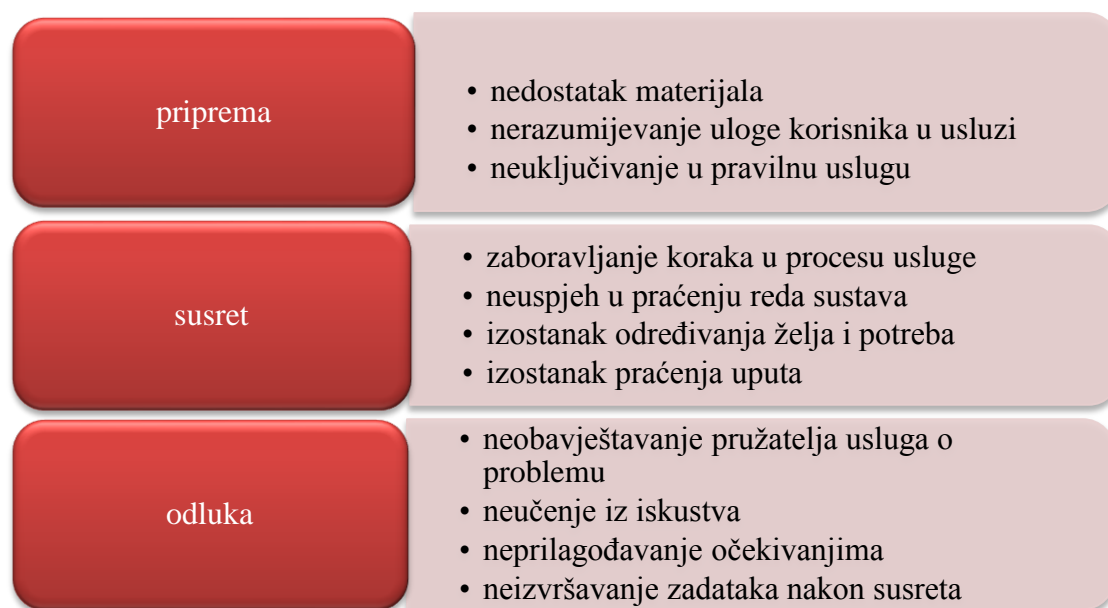 priprema
• nedostatak materijala
• nerazumijevanje uloge korisnika u usluzi
• neuključivanje u pravilnu uslugu
susret
• zaboravljanje koraka u procesu usluge
• neuspjeh u praćenju reda sustava
• izostanak određivanja želja i potreba
• izostanak praćenja uputa
odluka
• neobavještavanje pružatelja usluga o
problemu
• neučenje iz iskustva
• neprilagođavanje očekivanjima
• neizvršavanje zadataka nakon susreta